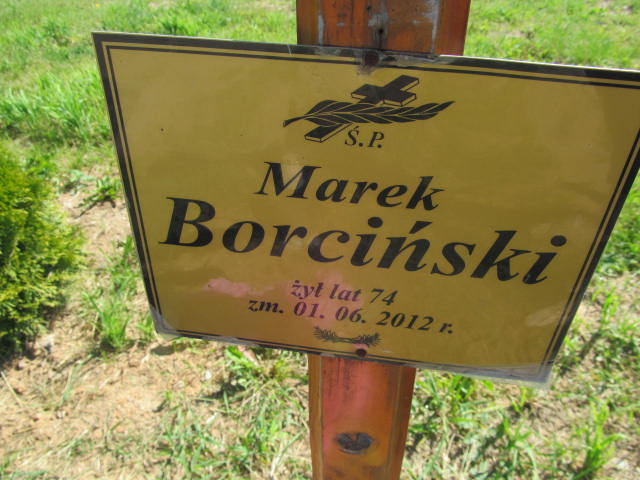 Ś.P.
Marek
Borciński
żył lat 74
zm. 01. 06. 2012 r.